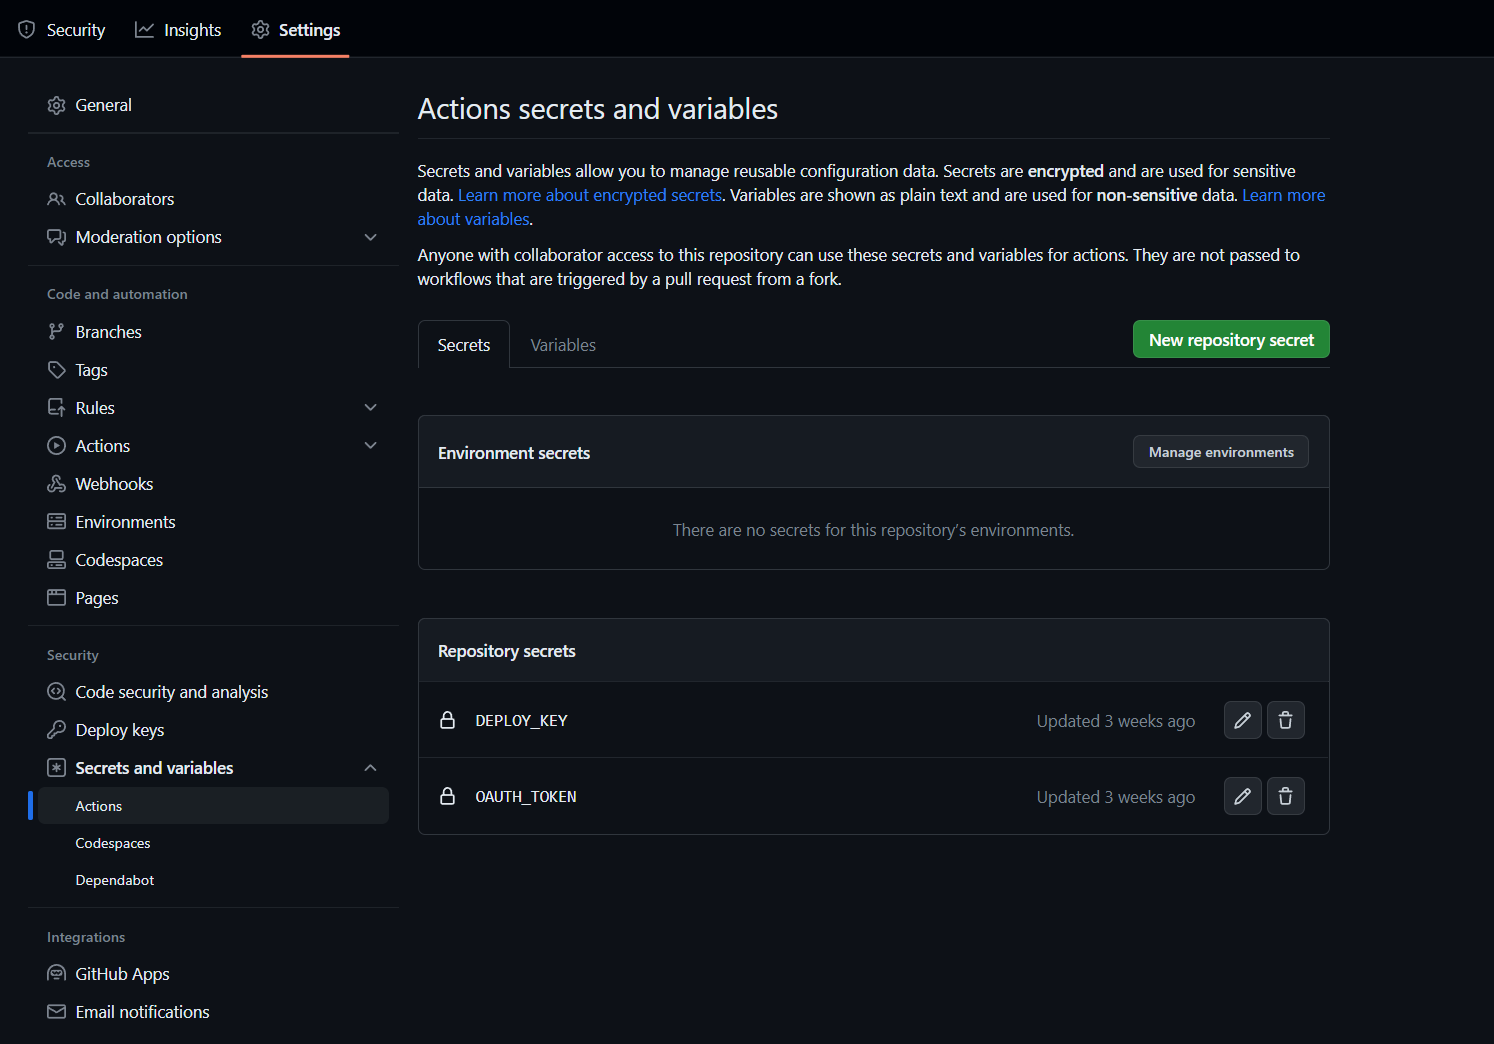 Security
Insights
Settings
General
Access
Collaborators
Moderation options
Code and automation
Branches
Tags
Rules
Actions
Webhooks
Environments
Codespaces
Pages
Security
Code security and analysis
Deploy keys
Secrets and variables
Actions
Codespaces
Dependabot
Integrations
GitHub Apps
Email notifications
Actions secrets and variables
Secrets and variables allow you to manage reusable configuration data. Secrets are encrypted and are used for sensitive
data. Learn more about encrypted secrets. Variables are shown as plain text and are used for non-sensitive data. Learn more
about variables.
Anyone with collaborator access to this repository can use these secrets and variables for actions. They are not passed to
workflows that are triggered by a pull request from a fork.
Secrets
Variables
New repository secret
Environment secrets
Manage environments
There are no secrets for this repository’s environments.
Repository secrets
DEPLOY_KEY
Updated 3 weeks ago
OAUTH_TOKEN
Updated 3 weeks ago